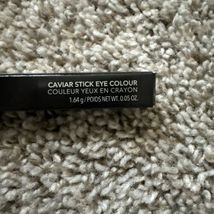 CAVIAR STICK EYE COLOUR
COULEUR YEUX EN CRAYON
1.64 g / POIDS NET WT. 0.05 OZ.